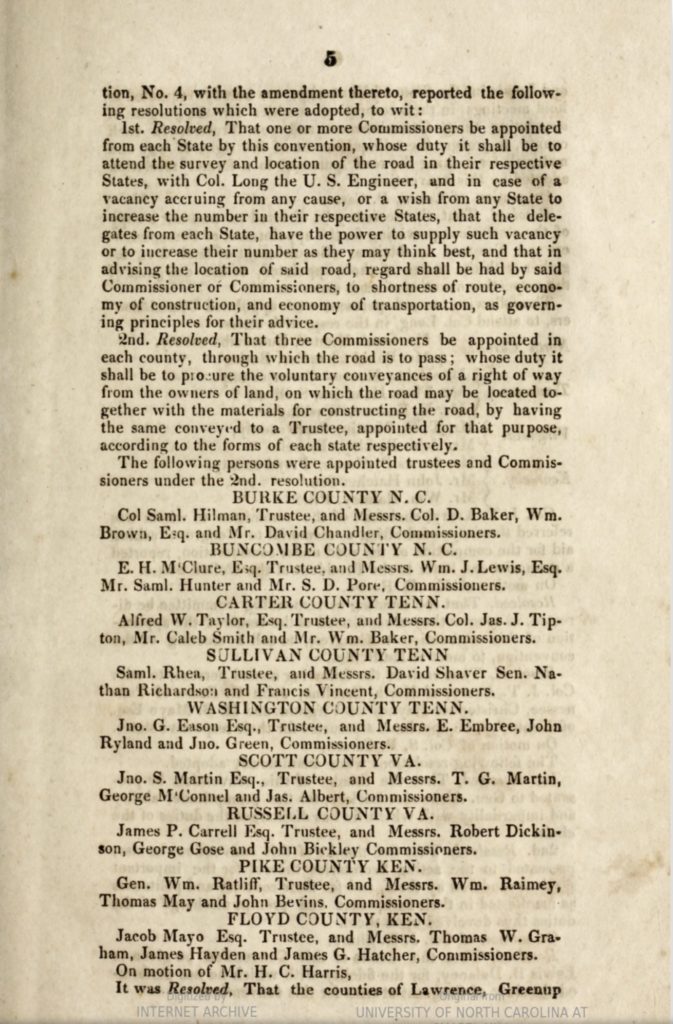 5
tion, No. 4, with the amendment thereto, reported the follow-
ing resolutions which were adopted, to wit:
1st. Resolved, That one or more Commissioners be appointed
from each State by this convention, whose duty it shall be to
attend the survey and location of the road in their respective
States, with Col. Long the U. S. Engineer, and in case of a
vacancy accruing from any cause, or a wish from any State to
increase the number in their respective States, that the dele-
gates from each State, have the power to supply such vacancy
or to increase their number as they may think best, and that in
advising the location of said road, regard shall be had by said
Commissioner or Commissioners, to shortness of route, econo-
my of construction, and economy of transportation, as govern-
ing principles for their advice.
2nd. Resolved, That three Commissioners be appointed in
each county, through which the road is to pass; whose duty it
shall be to procure the voluntary conveyances of a right of way
from the owners of land, on which the road may be located to-
gether with the materials for constructing the road, by having
the same conveyed to a Trustee, appointed for that purpose,
according to the forms of each state respectively.
The following persons were appointed trustees and Commis-
sioners under the 2nd. resolution.
BURKE COUNTY N. C.
Col Saml. Hilman, Trustee, and Messrs. Col. D. Baker, Wm.
Brown, Esq. and Mr. David Chandler, Commissioners.
BUNCOMBE COUNTY N. C.
E. H. M'Clure, Esq. Trustee, and Messrs. Wm. J. Lewis, Esq.
Mr. Saml. Hunter and Mr. S. D. Pore, Commissioners.
CARTER COUNTY TENN.
Alfred W. Taylor, Esq. Trustee, and Messrs. Col. Jas. J. Tip-
ton, Mr. Caleb Smith and Mr. Wm. Baker, Commissioners.
SULLIVAN COUNTY TENN
Saml. Rhea, Trustee, and Messrs. David Shaver Sen. Na-
than Richardson and Francis Vincent, Commissioners.
WASHINGTON COUNTY TENN.
Jno. G. Eason Esq., Trustee, and Messrs. E. Embree, John
Ryland and Jno. Green, Commissioners.
SCOTT COUNTY VA.
Jno. S. Martin Esq., Trustee, and Messrs. T. G. Martin,
George M'Connel and Jas. Albert, Commissioners.
RUSSELL COUNTY VA.
James P. Carrell Esq. Trustee, and Messrs. Robert Dickin-
son, George Gose and John Bickley Commissioners.
PIKE COUNTY KEN.
Gen. Wm. Ratliff, Trustee, and Messrs. Wm. Raimey,
Thomas May and John Bevins. Commissioners.
FLOYD COUNTY, KEN.
Jacob Mayo Esq. Trustee, and Messrs. Thomas W. Gra-
ham, James Hayden and James G. Hatcher, Commissioners.
On motion of Mr. H. C. Harris,
It was Resolved, That the counties of Lawrence, Greenup
Digitized by Original from
INTERNET ARCHIVE UNIVERSITY OF NORTH CAROLINA AT